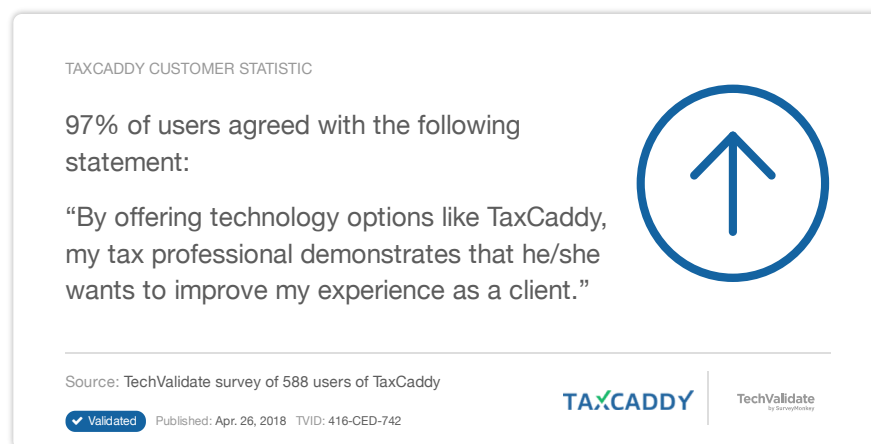 TAXCADDY CUSTOMER STATISTIC
97% of users agreed with the following
statement:
“By offering technology options like TaxCaddy,
my tax professional demonstrates that he/she
wants to improve my experience as a client.”
Source: TechValidate survey of 588 users of TaxCaddy
Validated Published: Apr. 26, 2018 TVID: 416-CED-742
TAXCADDY
TechValidate
by SurveyMonkey